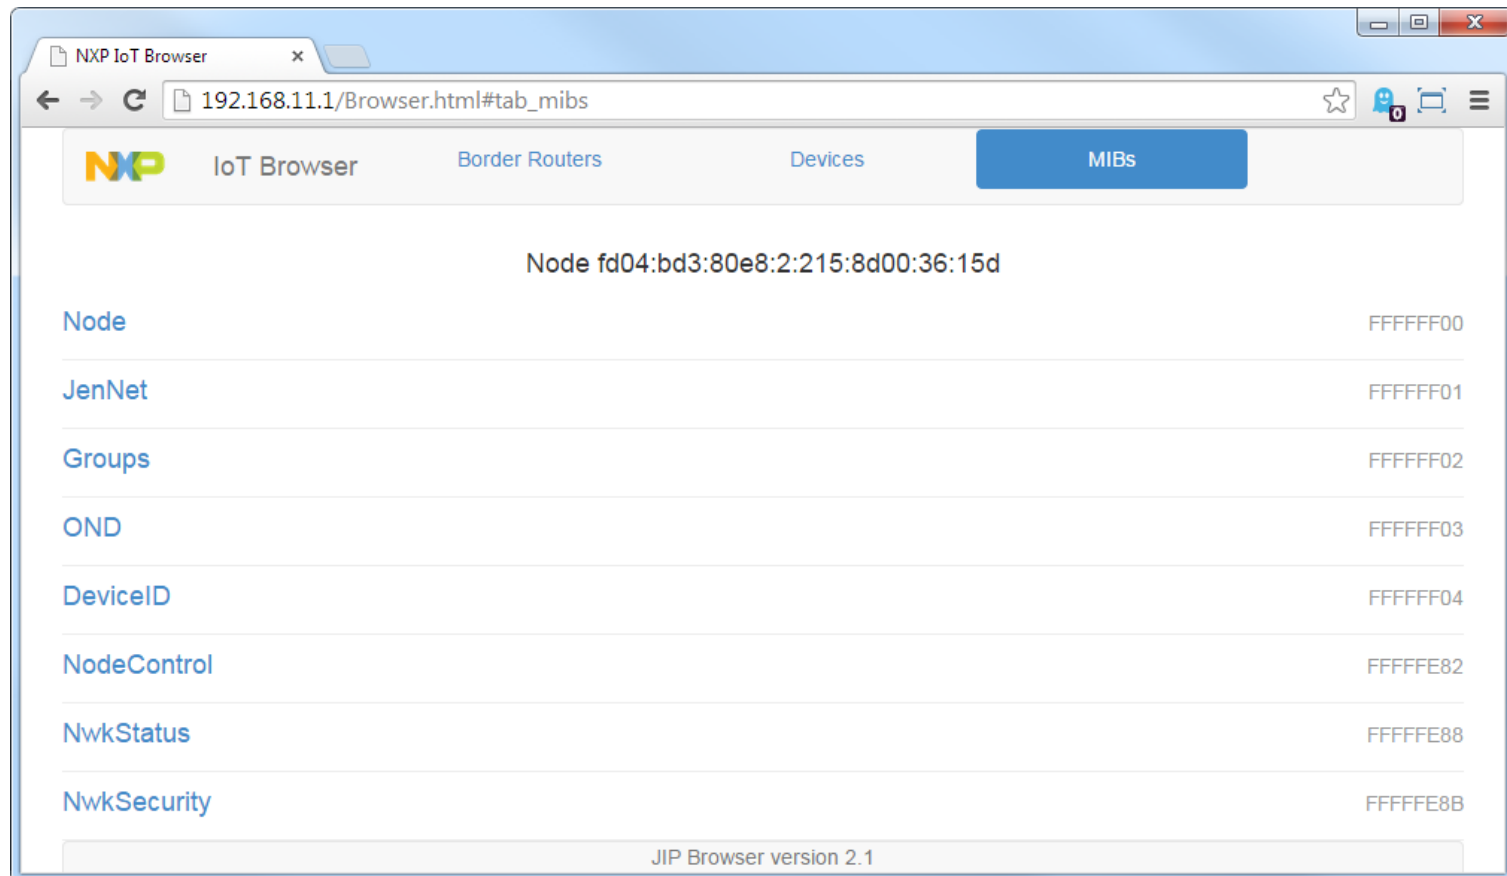 NXP IoT Browser
192.168.11.1/Browser.html#tab_mibs
0
NXP IoT Browser Border Routers Devices MIBs
Node fd04:bd3:80e8:2:215:8d00:36:15d
Node FFFFFF00
JenNet FFFFFF01
Groups FFFFFF02
OND FFFFFF03
DeviceID FFFFFF04
NodeControl FFFFFE82
NwkStatus FFFFFE88
NwkSecurity FFFFFE8B
JIP Browser version 2.1